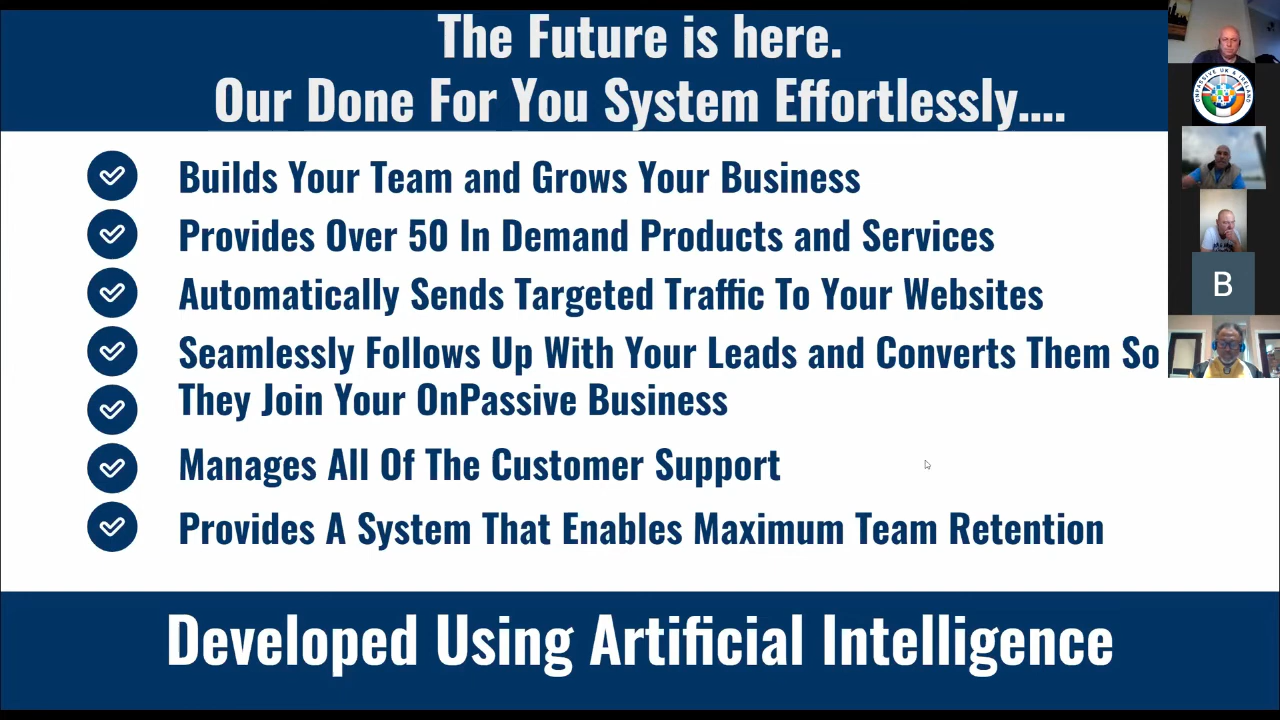 The Future is here.
Our Done For You System Effortlessly....
Builds Your Team and Grows Your Business
Provides Over 50 In Demand Products and Services
Automatically Sends Targeted Traffic To Your Websites
Seamlessly Follows Up With Your Leads and Converts Them So
They Join Your OnPassive Business
Manages All Of The Customer Support
Provides A System That Enables Maximum Team Retention
Developed Using Artificial Intelligence
ONPASSIVE UK & IRELAND
B